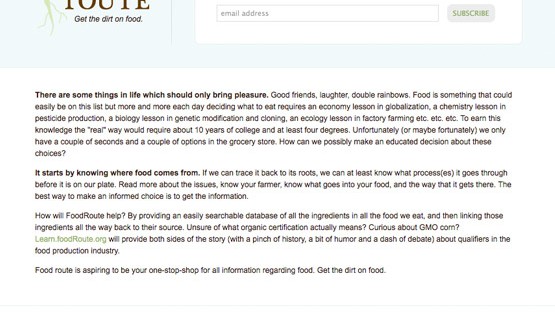 ROUTE
Get the dirt on food.
email address
SUBSCRIBE
There are some things in life which should only bring pleasure. Good friends, laughter, double rainbows. Food is something that could
easily be on this list but more and more each day deciding what to eat requires an economy lesson in globalization, a chemistry lesson in
pesticide production, a biology lesson in genetic modification and cloning, an ecology lesson in factory farming etc. etc. etc. To earn this
knowledge the "real" way would require about 10 years of college and at least four degrees. Unfortunately (or maybe fortunately) we only
have a couple of seconds and a couple of options in the grocery store. How can we possibly make an educated decision about these
choices?
It starts by knowing where food comes from. If we can trace it back to its roots, we can at least know what process(es) it goes through
before it is on our plate. Read more about the issues, know your farmer, know what goes into your food, and the way that it gets there. The
best way to make an informed choice is to get the information.
How will FoodRoute help? By providing an easily searchable database of all the ingredients in all the food we eat, and then linking those
ingredients all the way back to their source. Unsure of what organic certification actually means? Curious about GMO corn?
Learn.foodRoute.org will provide both sides of the story (with a pinch of history, a bit of humor and a dash of debate) about qualifiers in the
food production industry.
Food route is aspiring to be your one-stop-shop for all information regarding food. Get the dirt on food.